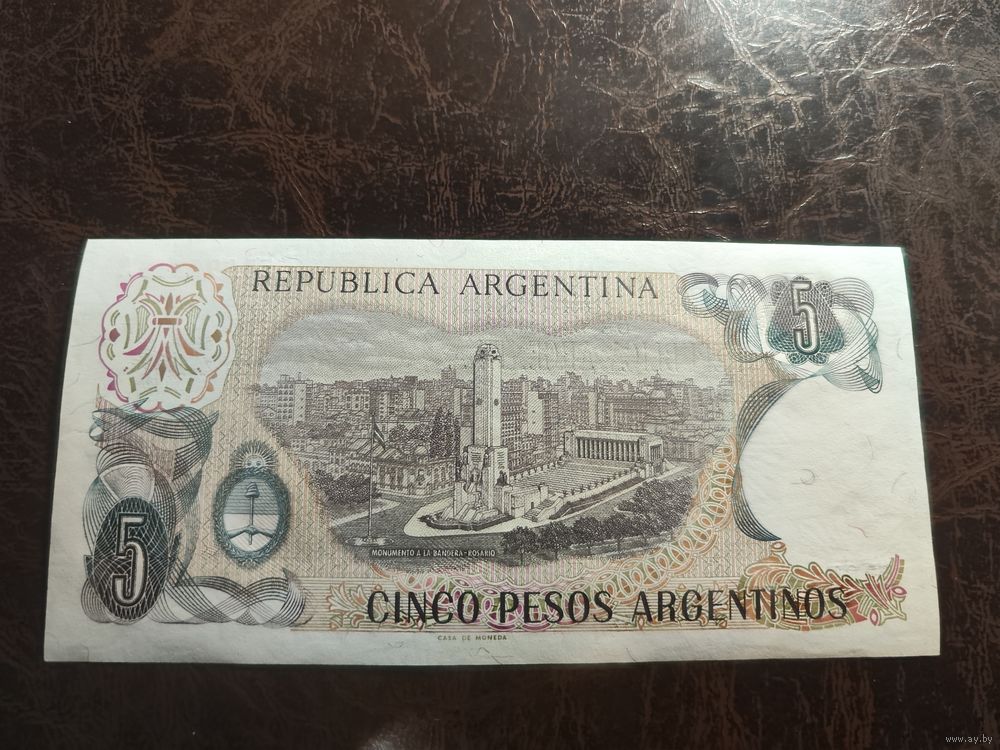 REPUBLICA ARGENTINA
5
5
MONUMENTO A LA BANDERA-ROSARIO
CINCO PESOS ARGENTINOS
CASA DE MONEDA
www.ay.by